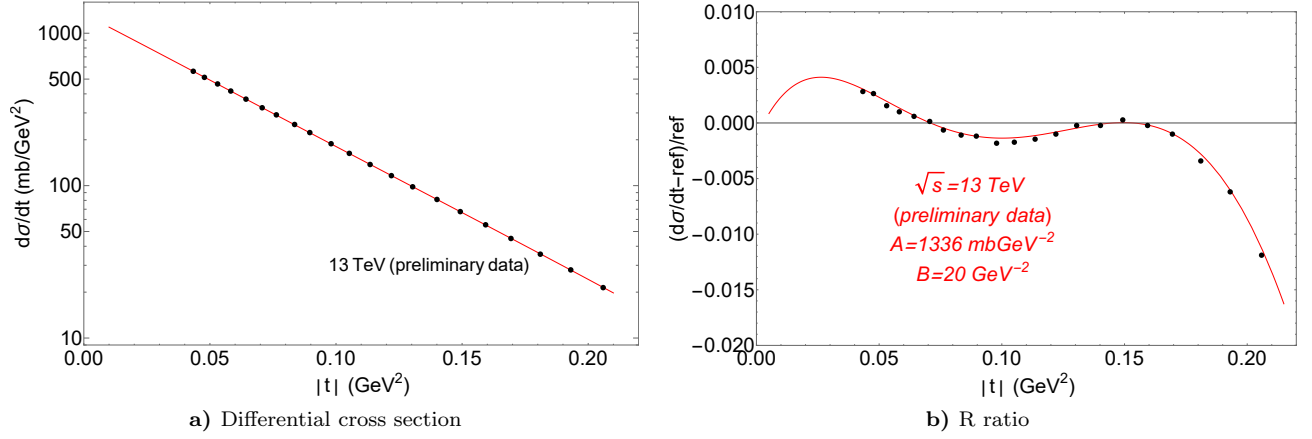 1000
500
100
50
10
dσ/dt (mb/GeV²)
13 TeV (preliminary data)
0.00 0.05 0.10 0.15 0.20
|t| (GeV²)
a) Differential cross section
0.010
0.005
0.000
−0.005
−0.010
−0.015
−0.020
(dσ/dt−ref)/ref
√s=13 TeV
(preliminary data)
A=1336 mbGeV⁻²
B=20 GeV⁻²
0.00 0.05 0.10 0.15 0.20
|t| (GeV²)
b) R ratio